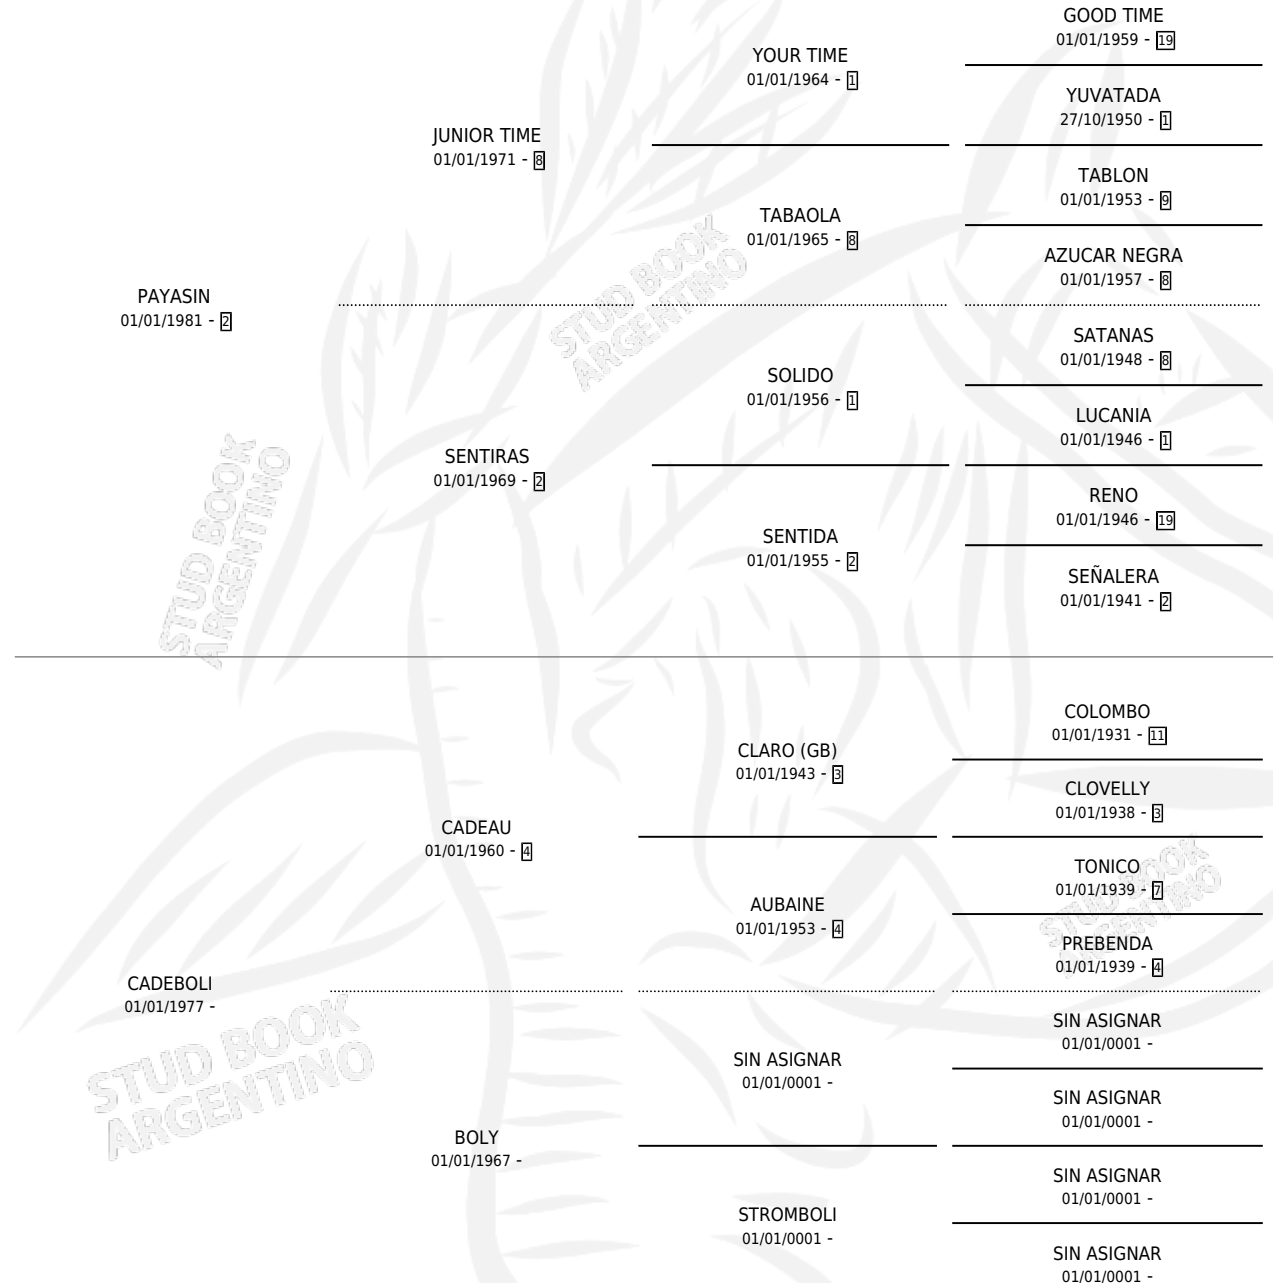 GOOD TIME
01/01/1959 - 19
YOUR TIME
01/01/1964 - 1
YUVATADA
27/10/1950 - 1
JUNIOR TIME
01/01/1971 - 8
TABLON
01/01/1953 - 9
TABAOLA
01/01/1965 - 8
AZUCAR NEGRA
01/01/1957 - 8
PAYASIN
01/01/1981 - 2
SATANAS
01/01/1948 - 8
SOLIDO
01/01/1956 - 1
LUCANIA
01/01/1946 - 1
SENTIRAS
01/01/1969 - 2
RENO
01/01/1946 - 19
SENTIDA
01/01/1955 - 2
SEÑALERA
01/01/1941 - 2
COLOMBO
01/01/1931 - 11
CLARO (GB)
01/01/1943 - 3
CLOVELLY
01/01/1938 - 3
CADEAU
01/01/1960 - 4
TONICO
01/01/1939 - 7
AUBAINE
01/01/1953 - 4
PREBENDA
01/01/1939 - 4
CADEBOLI
01/01/1977 -
SIN ASIGNAR
01/01/0001 -
SIN ASIGNAR
01/01/0001 -
SIN ASIGNAR
01/01/0001 -
BOLY
01/01/1967 -
SIN ASIGNAR
01/01/0001 -
STROMBOLI
01/01/0001 -
SIN ASIGNAR
01/01/0001 -
STUD BOOK
ARGENTINO
STUD BOOK
ARGENTINO
STUD BOOK
ARGENTINO
STUD BOOK
ARGENTINO